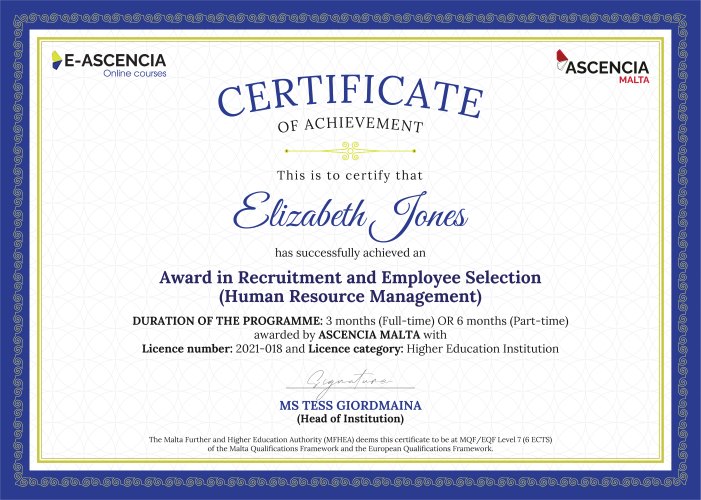 E-ASCENCIA
Online courses
ASCENCIA
MALTA
CERTIFICATE
OF ACHIEVEMENT
This is to certify that
Elizabeth Jones
has successfully achieved an
Award in Recruitment and Employee Selection
(Human Resource Management)
DURATION OF THE PROGRAMME: 3 months (Full-time) OR 6 months (Part-time)
awarded by ASCENCIA MALTA with
Licence number: 2021-018 and Licence category: Higher Education Institution
Signature
MS TESS GIORDMAINA
(Head of Institution)
The Malta Further and Higher Education Authority (MFHEA) deems this certificate to be at MQF/EQF Level 7 (6 ECTS)
of the Malta Qualifications Framework and the European Qualifications Framework.